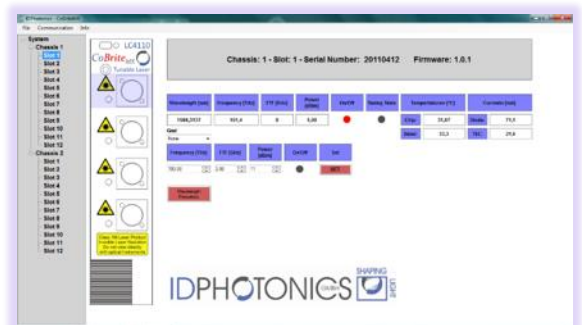 IDPhotonics - CoBriteDX
File Communication Info
System
Chassis 1
Slot 1
Slot 2
Slot 3
Slot 4
Slot 5
Slot 6
Slot 7
Slot 8
Slot 9
Slot 10
Slot 11
Slot 12
Chassis 2
Slot 1
Slot 2
Slot 3
Slot 4
Slot 5
Slot 6
Slot 7
Slot 8
Slot 9
Slot 10
Slot 11
Slot 12
LC4110
CoBrite
Tunable Laser
Chassis: 1 - Slot: 1 - Serial Number: 20110412 Firmware: 1.0.1
Wavelength [nm] Frequency [THz] FTF [GHz] Power [dBm] On/Off Tuning State Temperatures [°C] Currents [mA]
0 Chip
TEC
Grid
None
Frequency [THz] FTF [GHz] Power [dBm] On/Off Set
SET
IDPHOTONICS
GmbH
SHAPING
LIGHT